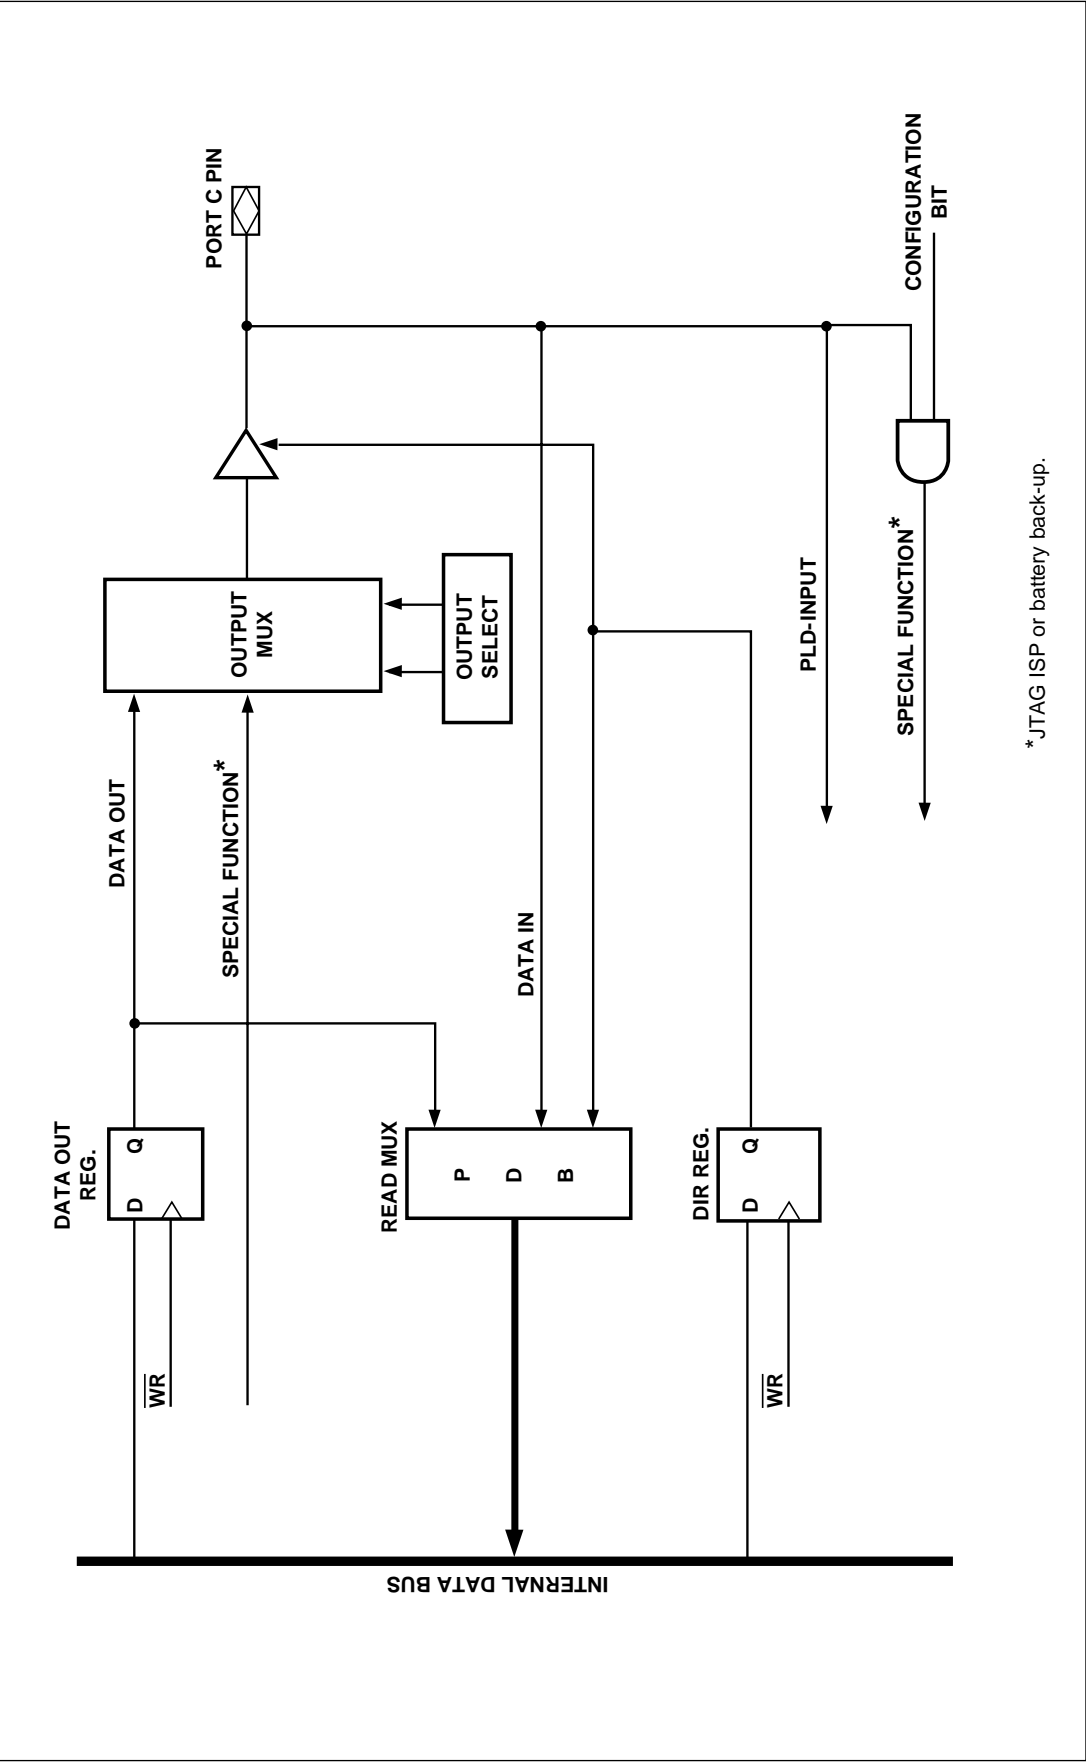 INTERNAL DATA BUS
DATA OUT
REG.
D
Q
WR
DATA OUT
SPECIAL FUNCTION*
OUTPUT
MUX
PORT C PIN
OUTPUT
SELECT
READ MUX
P
D
B
DATA IN
DIR REG.
D
Q
WR
PLD-INPUT
SPECIAL FUNCTION*
CONFIGURATION
BIT
*JTAG ISP or battery back-up.